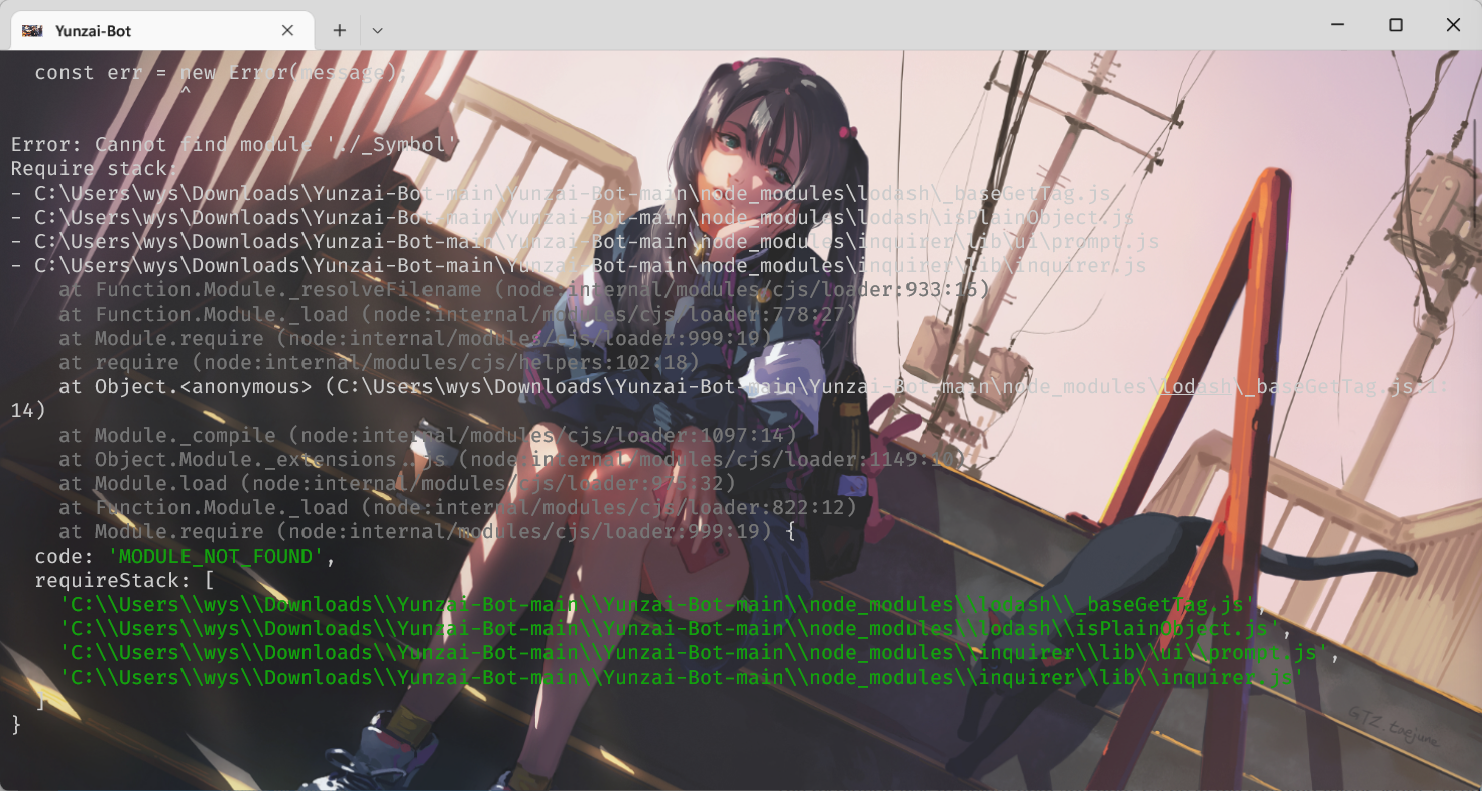 Yunzai-Bot
const err = new Error(message);
^
Error: Cannot find module './_Symbol'
Require stack:
- C:\Users\wys\Downloads\Yunzai-Bot-main\Yunzai-Bot-main\node_modules\lodash\_baseGetTag.js
- C:\Users\wys\Downloads\Yunzai-Bot-main\Yunzai-Bot-main\node_modules\lodash\isPlainObject.js
- C:\Users\wys\Downloads\Yunzai-Bot-main\Yunzai-Bot-main\node_modules\inquirer\lib\ui\prompt.js
- C:\Users\wys\Downloads\Yunzai-Bot-main\Yunzai-Bot-main\node_modules\inquirer\lib\inquirer.js
at Function.Module._resolveFilename (node:internal/modules/cjs/loader:933:15)
at Function.Module._load (node:internal/modules/cjs/loader:778:27)
at Module.require (node:internal/modules/cjs/loader:999:19)
at require (node:internal/modules/cjs/helpers:102:18)
at Object.<anonymous> (C:\Users\wys\Downloads\Yunzai-Bot-main\Yunzai-Bot-main\node_modules\lodash\_baseGetTag.js:1:
14)
at Module._compile (node:internal/modules/cjs/loader:1097:14)
at Object.Module._extensions..js (node:internal/modules/cjs/loader:1149:10)
at Module.load (node:internal/modules/cjs/loader:975:32)
at Function.Module._load (node:internal/modules/cjs/loader:822:12)
at Module.require (node:internal/modules/cjs/loader:999:19) {
code: 'MODULE_NOT_FOUND',
requireStack: [
'C:\\Users\\wys\\Downloads\\Yunzai-Bot-main\\Yunzai-Bot-main\\node_modules\\lodash\\_baseGetTag.js',
'C:\\Users\\wys\\Downloads\\Yunzai-Bot-main\\Yunzai-Bot-main\\node_modules\\lodash\\isPlainObject.js',
'C:\\Users\\wys\\Downloads\\Yunzai-Bot-main\\Yunzai-Bot-main\\node_modules\\inquirer\\lib\\ui\\prompt.js',
'C:\\Users\\wys\\Downloads\\Yunzai-Bot-main\\Yunzai-Bot-main\\node_modules\\inquirer\\lib\\inquirer.js'
]
}
GTZ. taejune